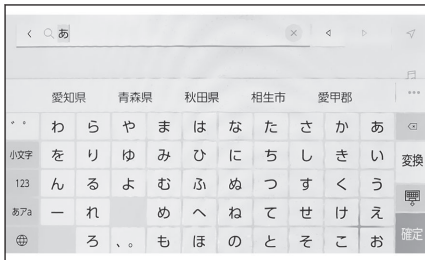 あ
愛知県 青森県 秋田県 相生市 愛甲郡
゛゜ わ ら や ま は な た さ か あ
小文字 を り ゆ み ひ に ち し き い 変換
123 ん る よ む ふ ぬ つ す く う
あアa ー れ め へ ね て せ け え
ろ 、。 も ほ の と そ こ お 確定